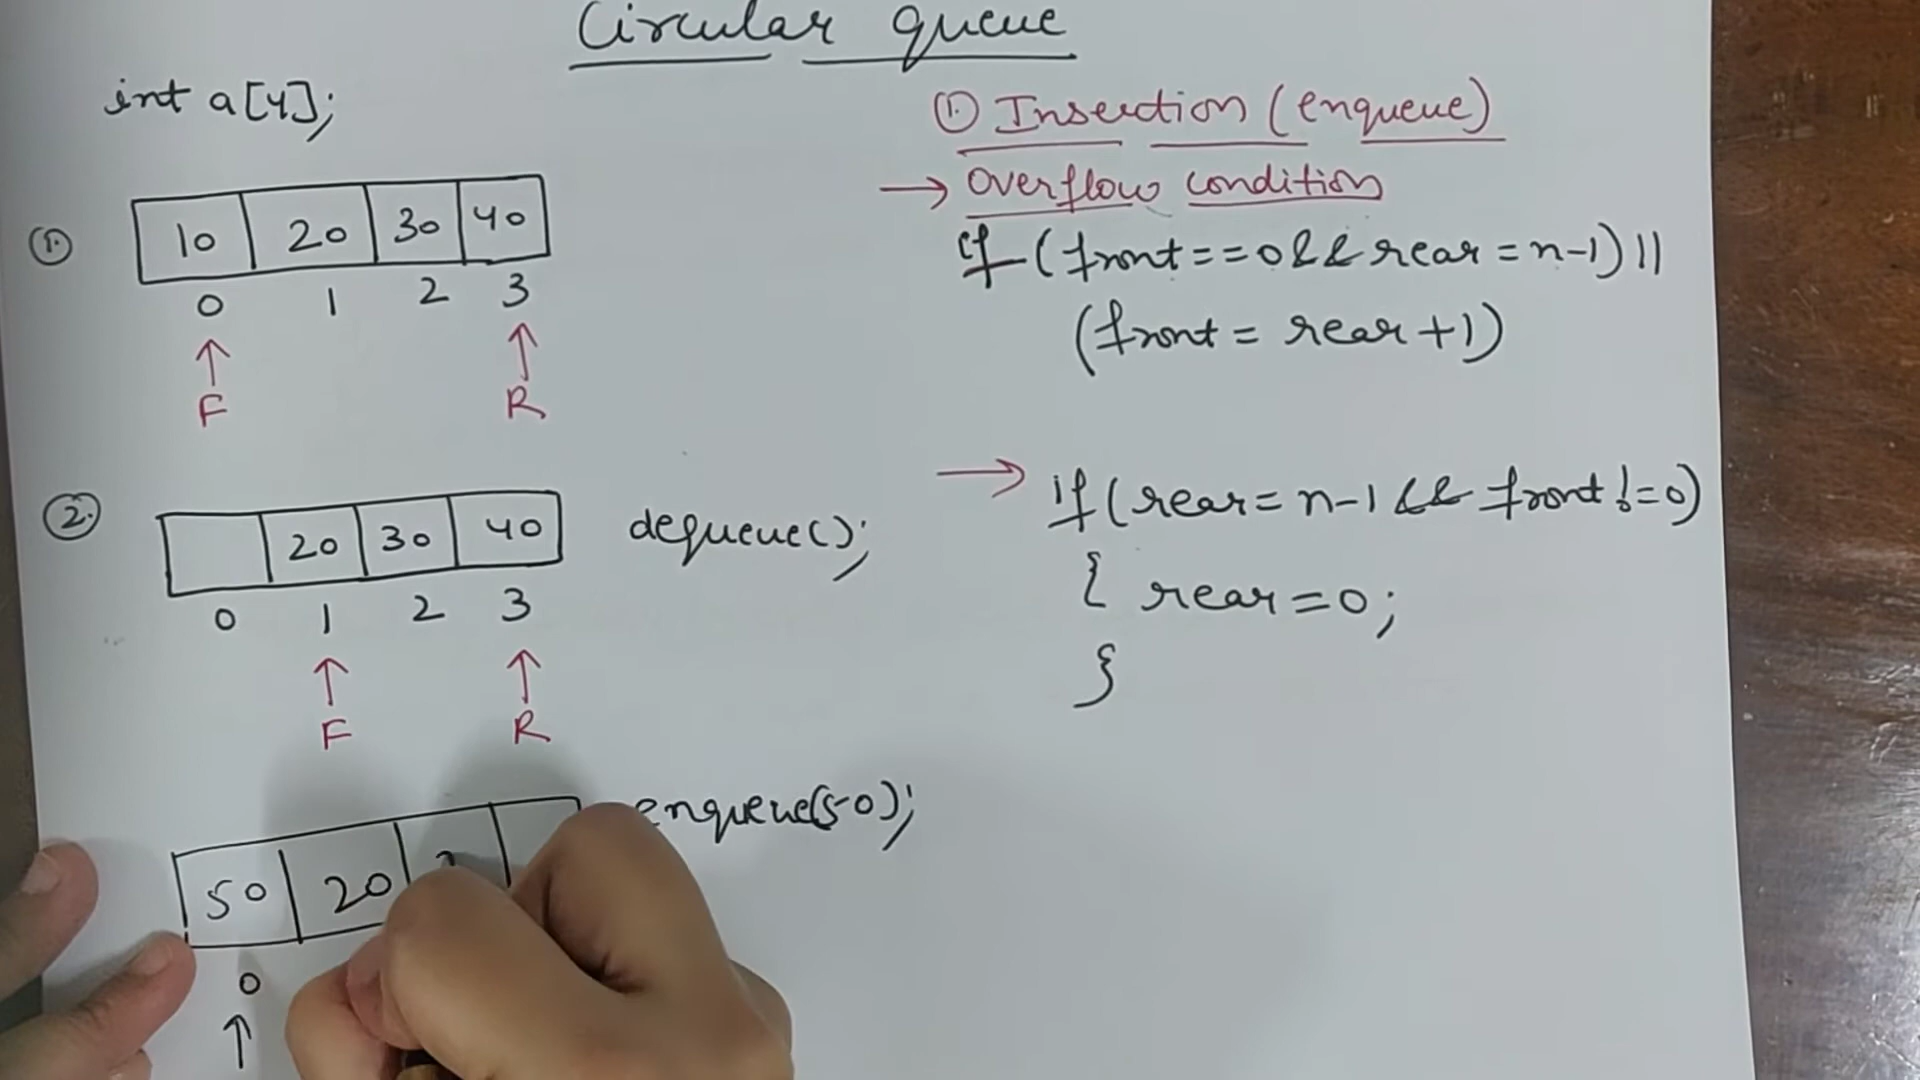 Circular queue
int a[4];
①.
10 20 30 40
0 1 2 3
↑ ↑
F R
②.
20 30 40
0 1 2 3
↑ ↑
F R
dequeue();
enqueue(50);
50 20
0
↑
①. Insertion (enqueue)
→ Overflow condition
if (front==0 && rear=n-1) ||
(front = rear+1)
→ if (rear=n-1 && front!=0)
{ rear=0;
}